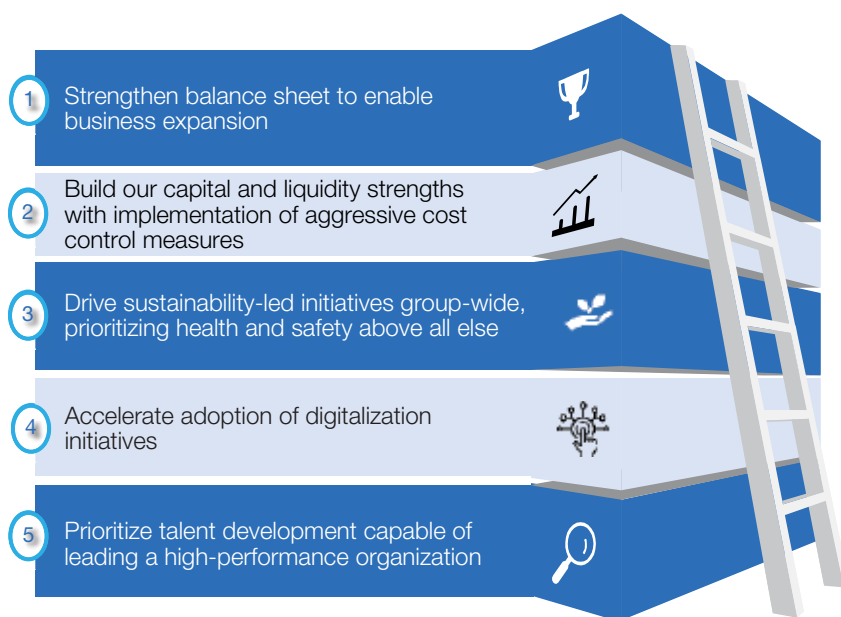 1
Strengthen balance sheet to enable
business expansion
2
Build our capital and liquidity strengths
with implementation of aggressive cost
control measures
3
Drive sustainability-led initiatives group-wide,
prioritizing health and safety above all else
4
Accelerate adoption of digitalization
initiatives
5
Prioritize talent development capable of
leading a high-performance organization